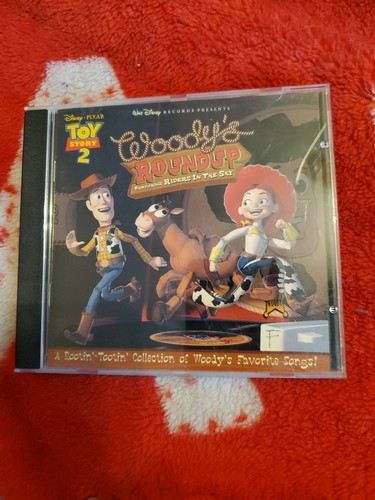 Disney · PIXAR
TOY
STORY
2
Walt Disney RECORDS PRESENTS
Woody's
ROUNDUP
FEATURING RIDERS IN THE SKY
A Rootin'-Tootin' Collection of Woody's Favorite Songs!